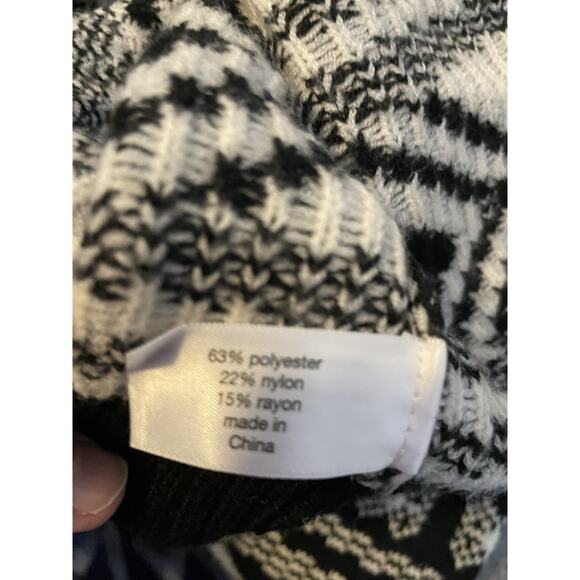 63% polyester
22% nylon
15% rayon
made in
China